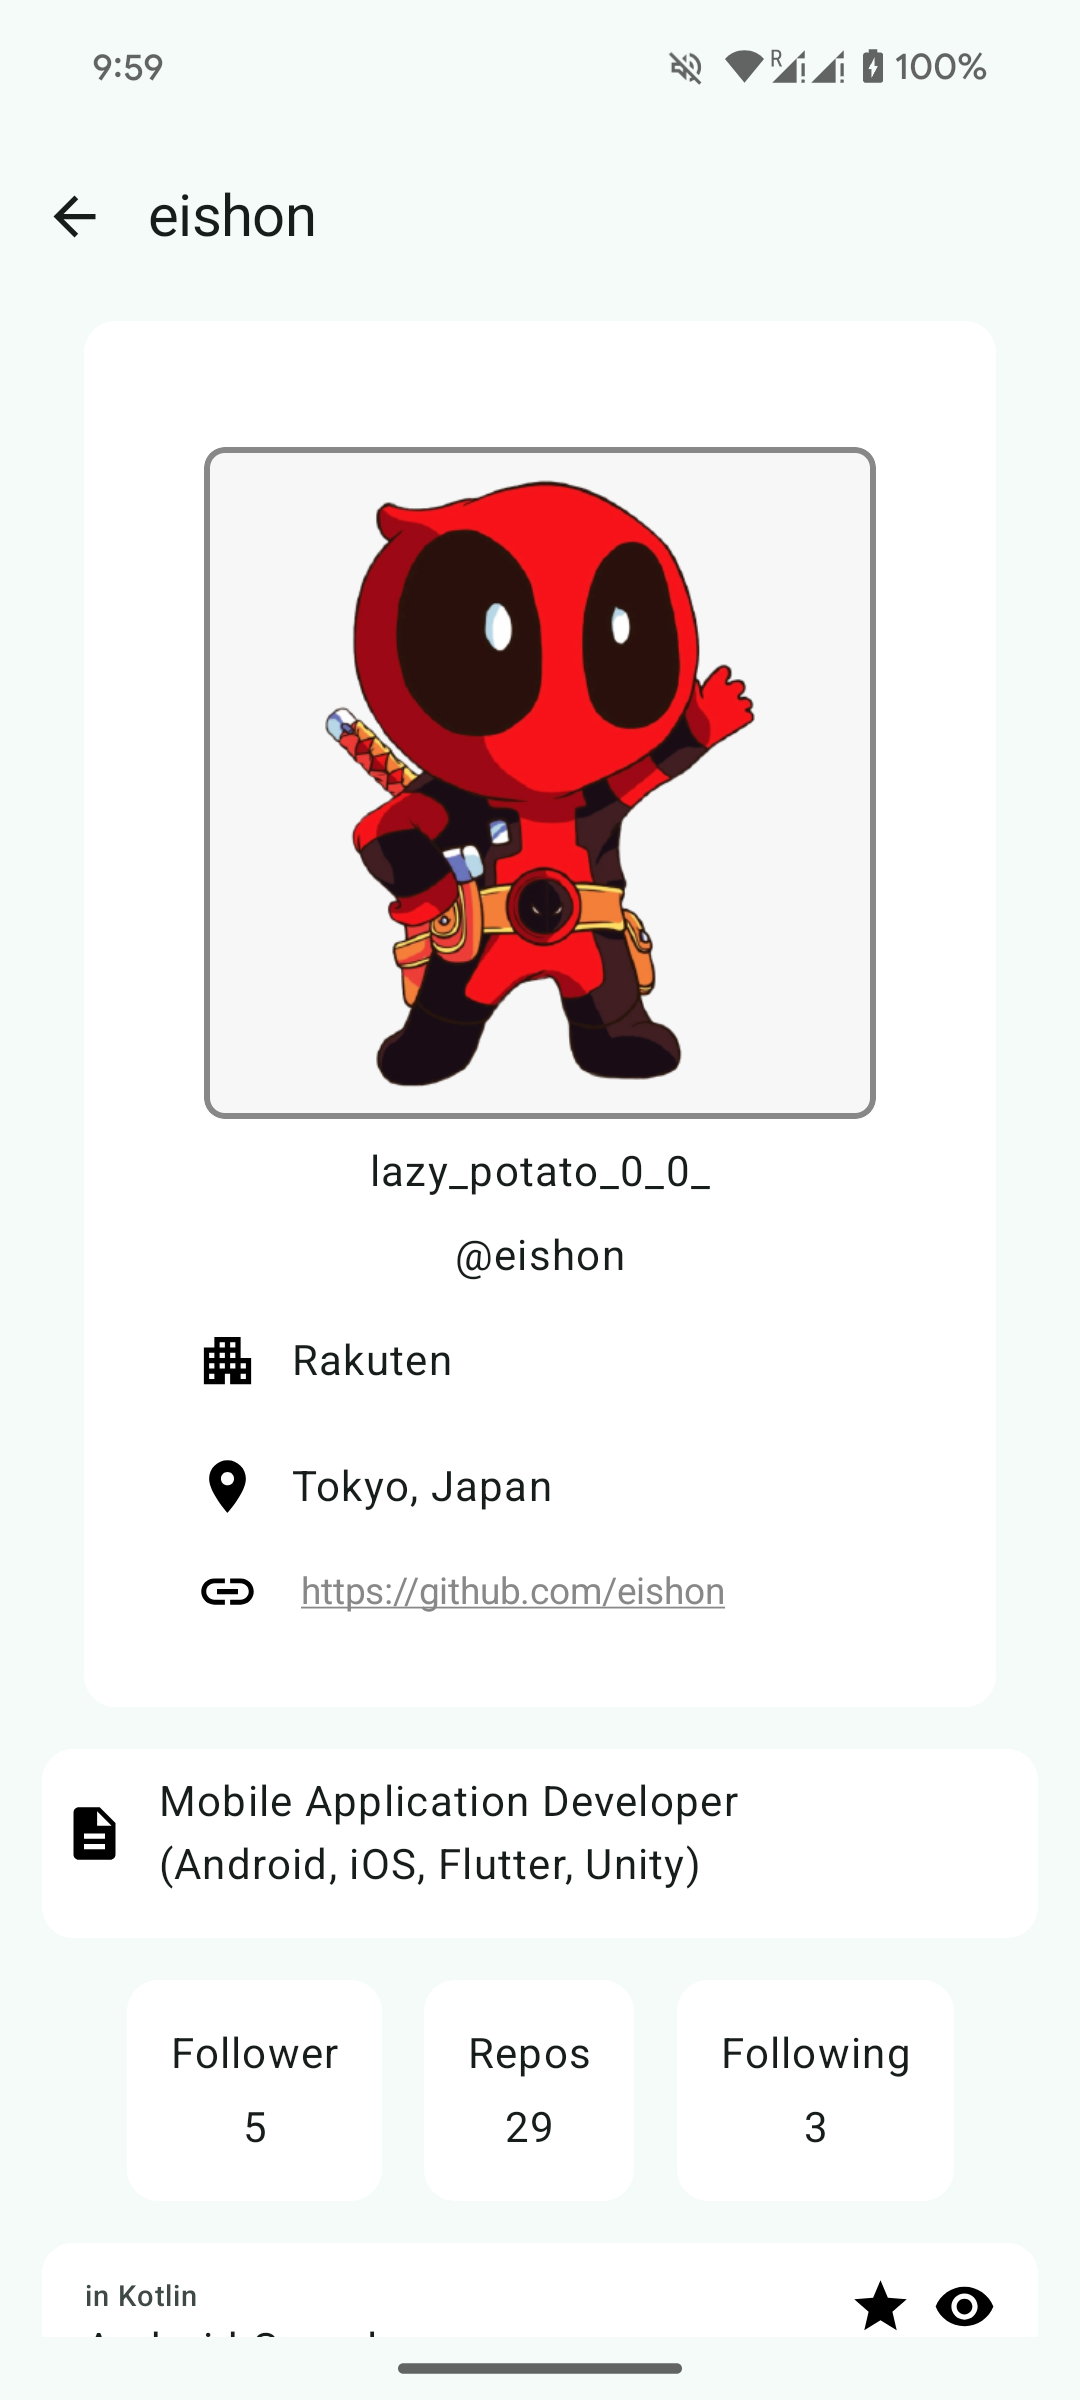 9:59
R
100%
eishon
lazy_potato_0_0_
@eishon
Rakuten
Tokyo, Japan
https://github.com/eishon
Mobile Application Developer
(Android, iOS, Flutter, Unity)
Follower
5
Repos
29
Following
3
in Kotlin